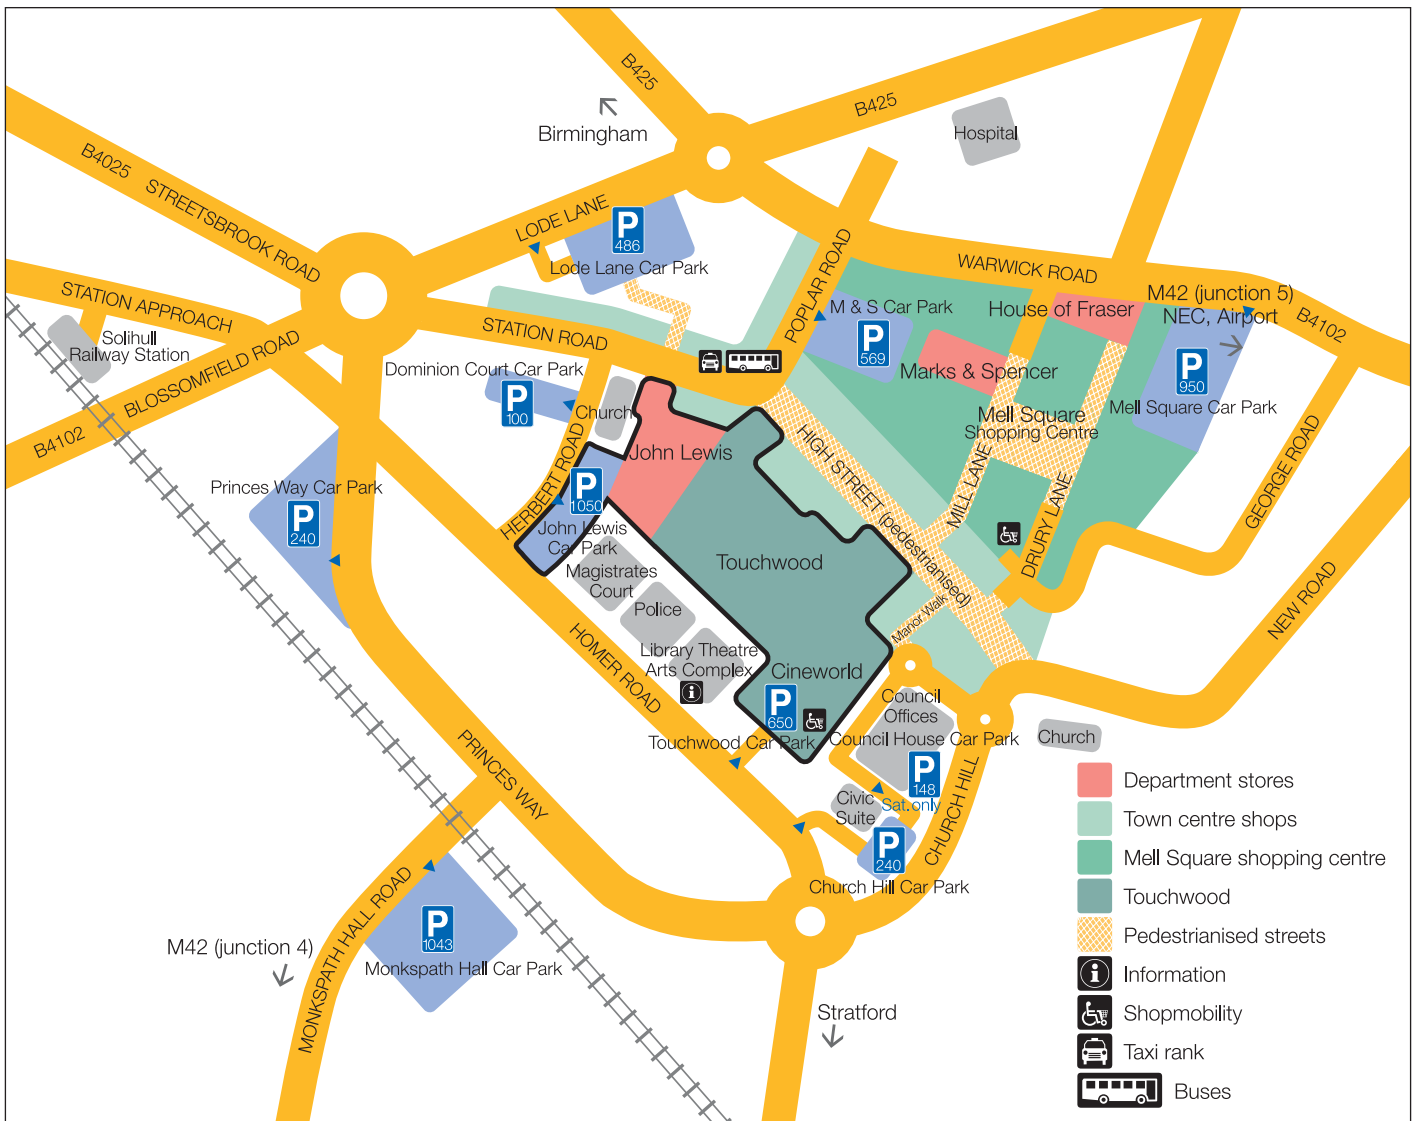 B425
B425
Birmingham
Hospital
B4025
STREETSBROOK ROAD
LODE LANE
P
486
Lode Lane Car Park
POPLAR ROAD
WARWICK ROAD
M42 (junction 5)
NEC, Airport
B4102
STATION APPROACH
Solihull
Railway Station
BLOSSOMFIELD ROAD
B4102
STATION ROAD
M & S Car Park
P
569
House of Fraser
Marks & Spencer
P
950
Mell Square Car Park
Mell Square
Shopping Centre
Dominion Court Car Park
P
100
Church
HERBERT ROAD
John Lewis
P
1050
John Lewis
Car Park
HIGH STREET (pedestrianised)
MILL LANE
DRURY LANE
GEORGE ROAD
NEW ROAD
Princes Way Car Park
P
240
Magistrates
Court
Police
Library Theatre
Arts Complex
Touchwood
Manor Walk
Cineworld
P
650
Touchwood Car Park
HOMER ROAD
Council
Offices
Council House Car Park
P
148
Sat. only
Church
Civic
Suite
P
240
Church Hill Car Park
CHURCH HILL
PRINCES WAY
MONKSPATH HALL ROAD
P
1043
Monkspath Hall Car Park
M42 (junction 4)
Stratford
Department stores
Town centre shops
Mell Square shopping centre
Touchwood
Pedestrianised streets
Information
Shopmobility
Taxi rank
Buses